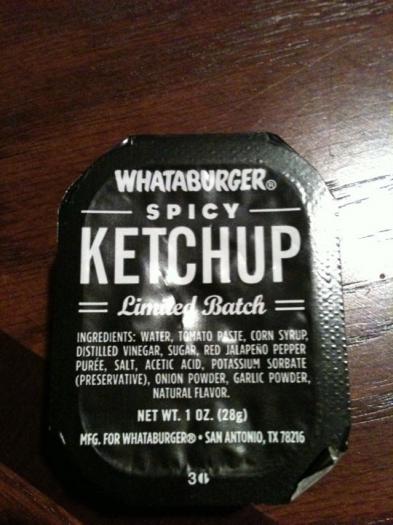 WHATABURGER®
SPICY
KETCHUP
Limited Batch
INGREDIENTS: WATER, TOMATO PASTE, CORN SYRUP,
DISTILLED VINEGAR, SUGAR, RED JALAPEÑO PEPPER
PURÉE, SALT, ACETIC ACID, POTASSIUM SORBATE
(PRESERVATIVE), ONION POWDER, GARLIC POWDER,
NATURAL FLAVOR.
NET WT. 1 OZ. (28g)
MFG. FOR WHATABURGER® • SAN ANTONIO, TX 78216